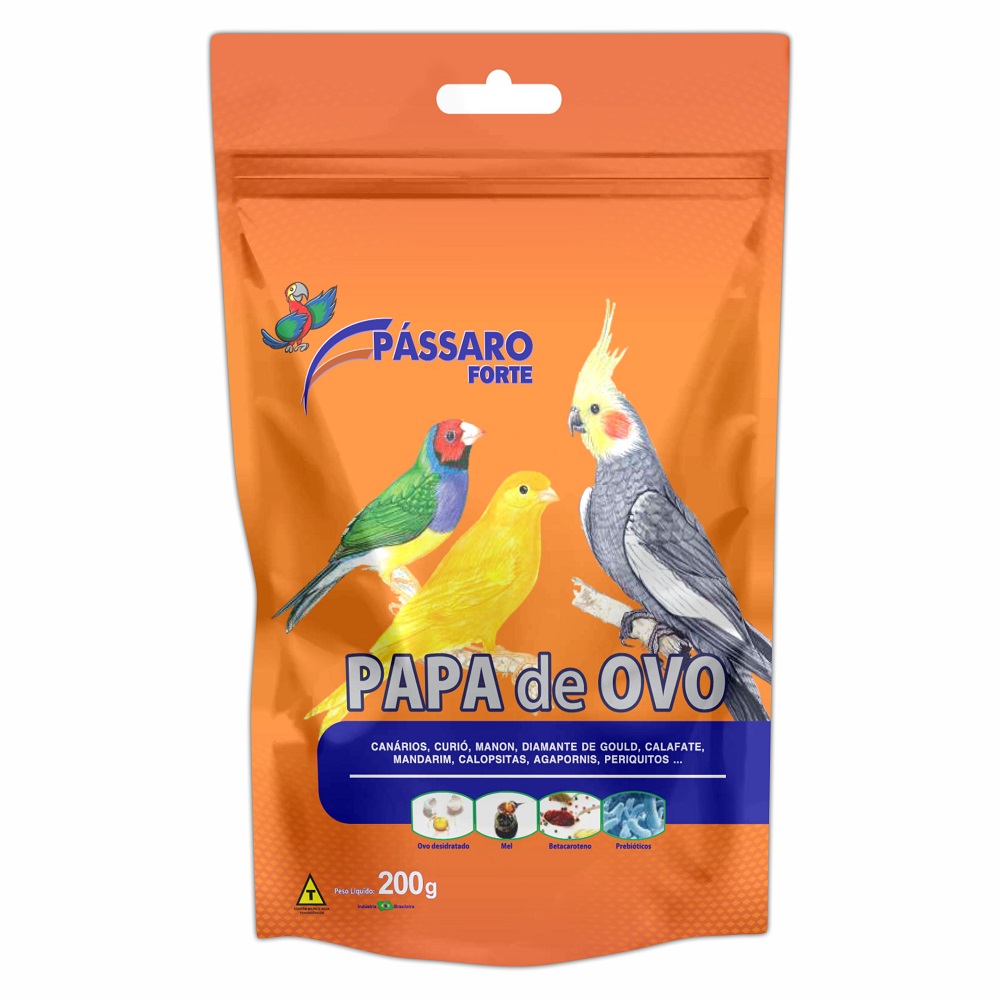 PÁSSARO
FORTE
PAPA de OVO
CANÁRIOS, CURIÓ, MANON, DIAMANTE DE GOULD, CALAFATE,
MANDARIM, CALOPSITAS, AGAPORNIS, PERIQUITOS ...
Ovo desidratado Mel Betacaroteno Prebióticos
T
Peso Líquido: 200g
Indústria Brasileira